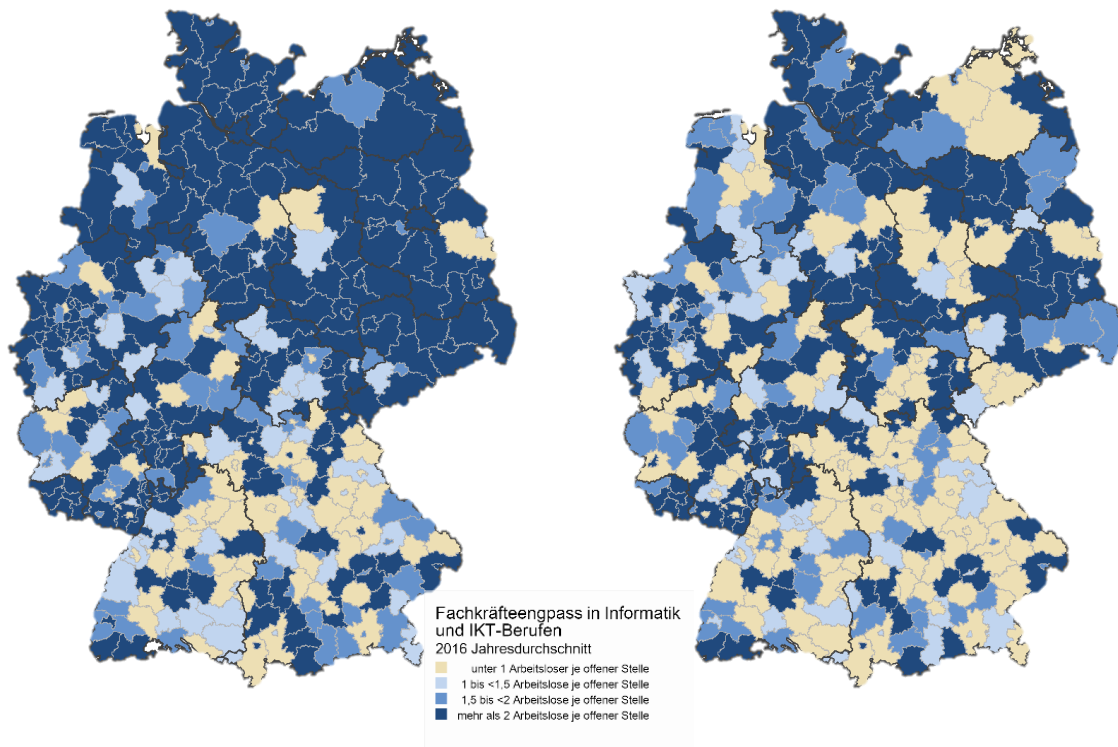 Fachkräfteengpass in Informatik
und IKT-Berufen
2016 Jahresdurchschnitt
unter 1 Arbeitsloser je offener Stelle
1 bis <1,5 Arbeitslose je offener Stelle
1,5 bis <2 Arbeitslose je offener Stelle
mehr als 2 Arbeitslose je offener Stelle